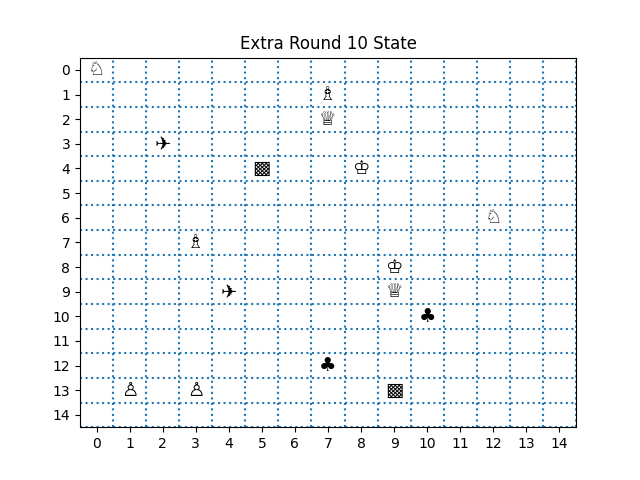 Extra Round 10 State
0 ♘
1 ♗
2 ♕
3 ✈
4 ▩ ♔
5
6 ♘
7 ♗
8 ♔
9 ✈ ♕
10 ♣
11
12 ♣
13 ♙ ♙ ▩
14
0 1 2 3 4 5 6 7 8 9 10 11 12 13 14